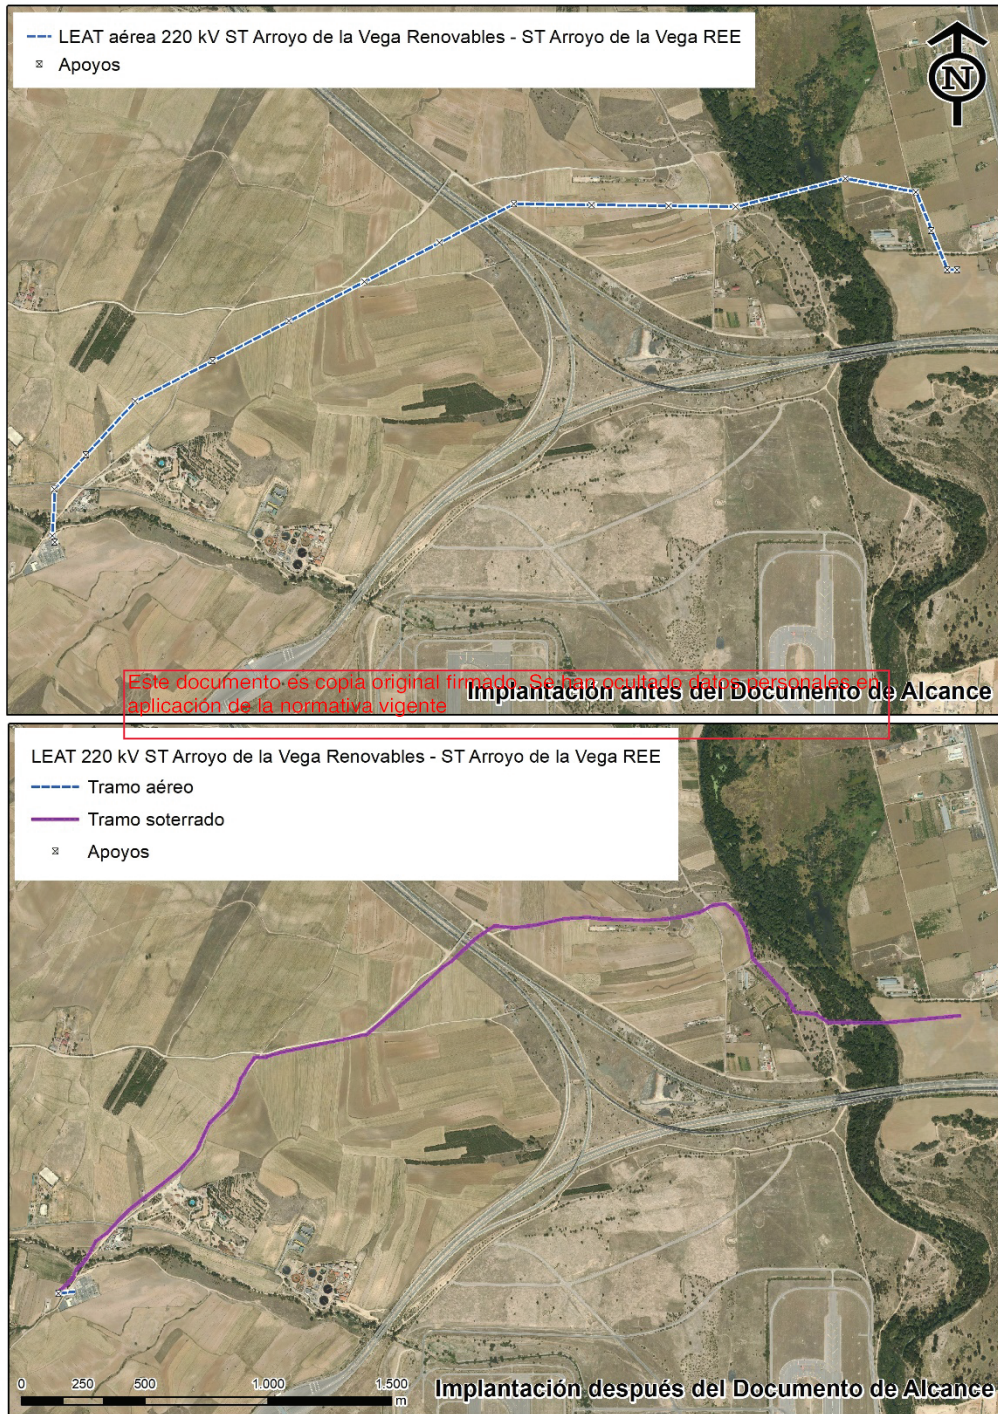 LEAT aérea 220 kV ST Arroyo de la Vega Renovables - ST Arroyo de la Vega REE
Apoyos
N
Este documento es copia original firmado. Se han ocultado datos personales en
aplicación de la normativa vigente
Implantación antes del Documento de Alcance
LEAT 220 kV ST Arroyo de la Vega Renovables - ST Arroyo de la Vega REE
Tramo aéreo
Tramo soterrado
Apoyos
0 250 500 1.000 1.500
m
Implantación después del Documento de Alcance